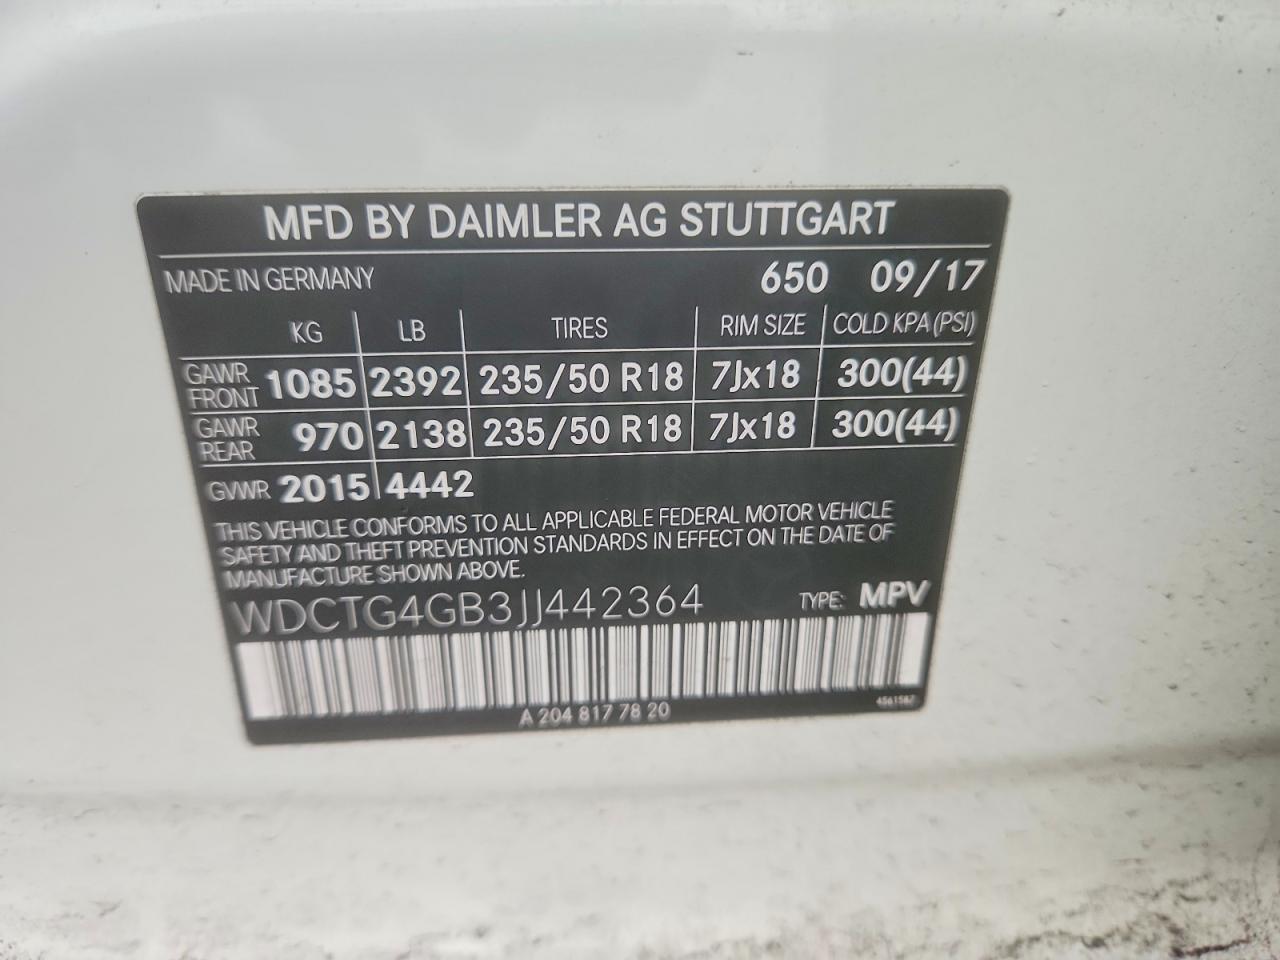 MFD BY DAIMLER AG STUTTGART
MADE IN GERMANY 650 09/17
KG LB TIRES RIM SIZE COLD KPA (PSI)
GAWR FRONT 1085 2392 235/50 R18 7Jx18 300(44)
GAWR REAR 970 2138 235/50 R18 7Jx18 300(44)
GVWR 2015 4442
THIS VEHICLE CONFORMS TO ALL APPLICABLE FEDERAL MOTOR VEHICLE
SAFETY AND THEFT PREVENTION STANDARDS IN EFFECT ON THE DATE OF
MANUFACTURE SHOWN ABOVE.
WDCTG4GB3JJ442364 TYPE: MPV
A 204 817 78 20